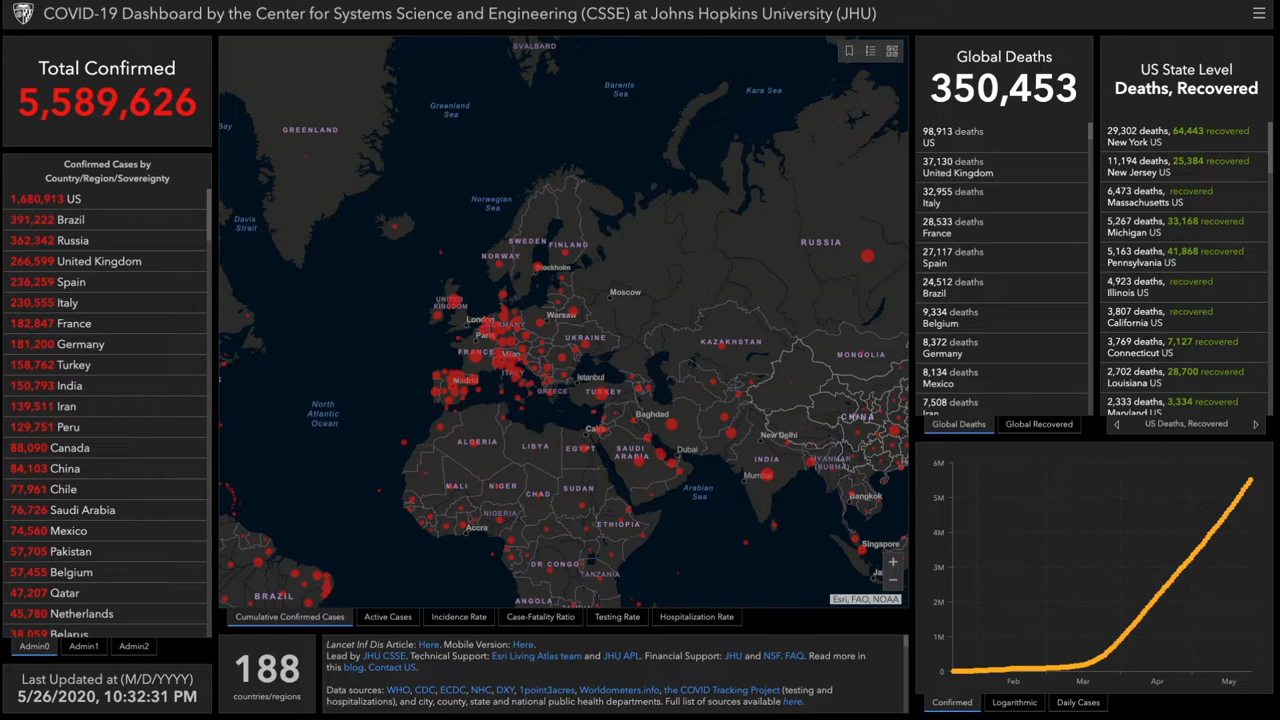 COVID-19 Dashboard by the Center for Systems Science and Engineering (CSSE) at Johns Hopkins University (JHU)
Total Confirmed
5,589,626
Confirmed Cases by
Country/Region/Sovereignty
1,680,913 US
391,222 Brazil
362,342 Russia
266,599 United Kingdom
236,259 Spain
230,555 Italy
182,847 France
181,200 Germany
158,762 Turkey
150,793 India
139,511 Iran
129,751 Peru
88,090 Canada
84,103 China
77,961 Chile
76,726 Saudi Arabia
74,560 Mexico
57,705 Pakistan
57,455 Belgium
47,207 Qatar
45,780 Netherlands
38,059 Belarus
Admin0
Admin1
Admin2
Last Updated at (M/D/YYYY)
5/26/2020, 10:32:31 PM
SVALBARD
Barents
Sea
Kara Sea
Greenland
Sea
Bay
GREENLAND
Norwegian
Sea
Davis
Strait
SWEDEN
FINLAND
NORWAY
RUSSIA
Stockholm
Moscow
UNITED
KINGDOM
London
Warsaw
GERMANY
Paris
UKRAINE
KAZAKHSTAN
FRANCE
Milan
MONGOLIA
ITALY
Madrid
Istanbul
GREECE
TURKEY
North
Atlantic
Ocean
Baghdad
CHINA
Cairo
New Delhi
ALGERIA
LIBYA
EGYPT
SAUDI
ARABIA
Dubai
INDIA
MYANMAR
(BURMA)
Mumbai
MALI
NIGER
CHAD
SUDAN
Arabian
Sea
Bangkok
NIGERIA
Accra
ETHIOPIA
Singapore
DR CONGO
TANZANIA
Ja
BRAZIL
ANGOLA
+
−
Esri, FAO, NOAA
Cumulative Confirmed Cases
Active Cases
Incidence Rate
Case-Fatality Ratio
Testing Rate
Hospitalization Rate
188
countries/regions
Lancet Inf Dis Article: Here. Mobile Version: Here.
Lead by JHU CSSE. Technical Support: Esri Living Atlas team and JHU APL. Financial Support: JHU and NSF. FAQ. Read more in
this blog. Contact US.
Data sources: WHO, CDC, ECDC, NHC, DXY, 1point3acres, Worldometers.info, the COVID Tracking Project (testing and
hospitalizations), and city, county, state and national public health departments. Full list of sources available here.
Global Deaths
350,453
98,913 deaths
US
37,130 deaths
United Kingdom
32,955 deaths
Italy
28,533 deaths
France
27,117 deaths
Spain
24,512 deaths
Brazil
9,334 deaths
Belgium
8,372 deaths
Germany
8,134 deaths
Mexico
7,508 deaths
Iran
Global Deaths
Global Recovered
US State Level
Deaths, Recovered
29,302 deaths, 64,443 recovered
New York US
11,194 deaths, 25,384 recovered
New Jersey US
6,473 deaths, recovered
Massachusetts US
5,267 deaths, 33,168 recovered
Michigan US
5,163 deaths, 41,868 recovered
Pennsylvania US
4,923 deaths, recovered
Illinois US
3,807 deaths, recovered
California US
3,769 deaths, 7,127 recovered
Connecticut US
2,702 deaths, 28,700 recovered
Louisiana US
2,333 deaths, 3,334 recovered
Maryland US
US Deaths, Recovered
6M
5M
4M
3M
2M
1M
0
Feb
Mar
Apr
May
Confirmed
Logarithmic
Daily Cases